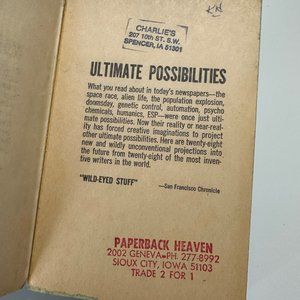 KN
CHARLIE'S
207 10th ST. S.W.
SPENCER, IA 51301
ULTIMATE POSSIBILITIES
What you read about in today's newspapers—the
space race, alien life, the population explosion,
doomsday, genetic control, automation, psycho
chemicals, humanics, ESP—were once just ulti-
mate possibilities. Now their reality or near-reali-
ty has forced creative imaginations to project
other ultimate possibilities. Here are twenty-eight
new and wildly unconventional projections into
the future from twenty-eight of the most inven-
tive writers in the world.
"WILD-EYED STUFF"
—San Francisco Chronicle
PAPERBACK HEAVEN
2002 GENEVA•PH. 277-8992
SIOUX CITY, IOWA 51103
TRADE 2 FOR 1